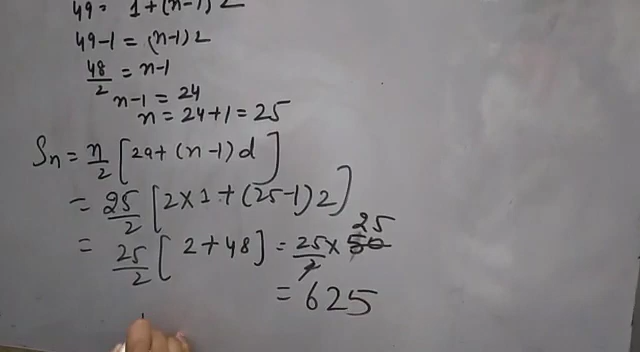 49 = 1+(n-1) 2
49-1 = (n-1) 2
48/2 = n-1
n-1 = 24
n = 24+1 = 25
Sn = n/2 [2a+(n-1)d]
= 25/2 [2×1+(25-1)2]
= 25/2 [2+48] = 25/2 × 50 25
= 625